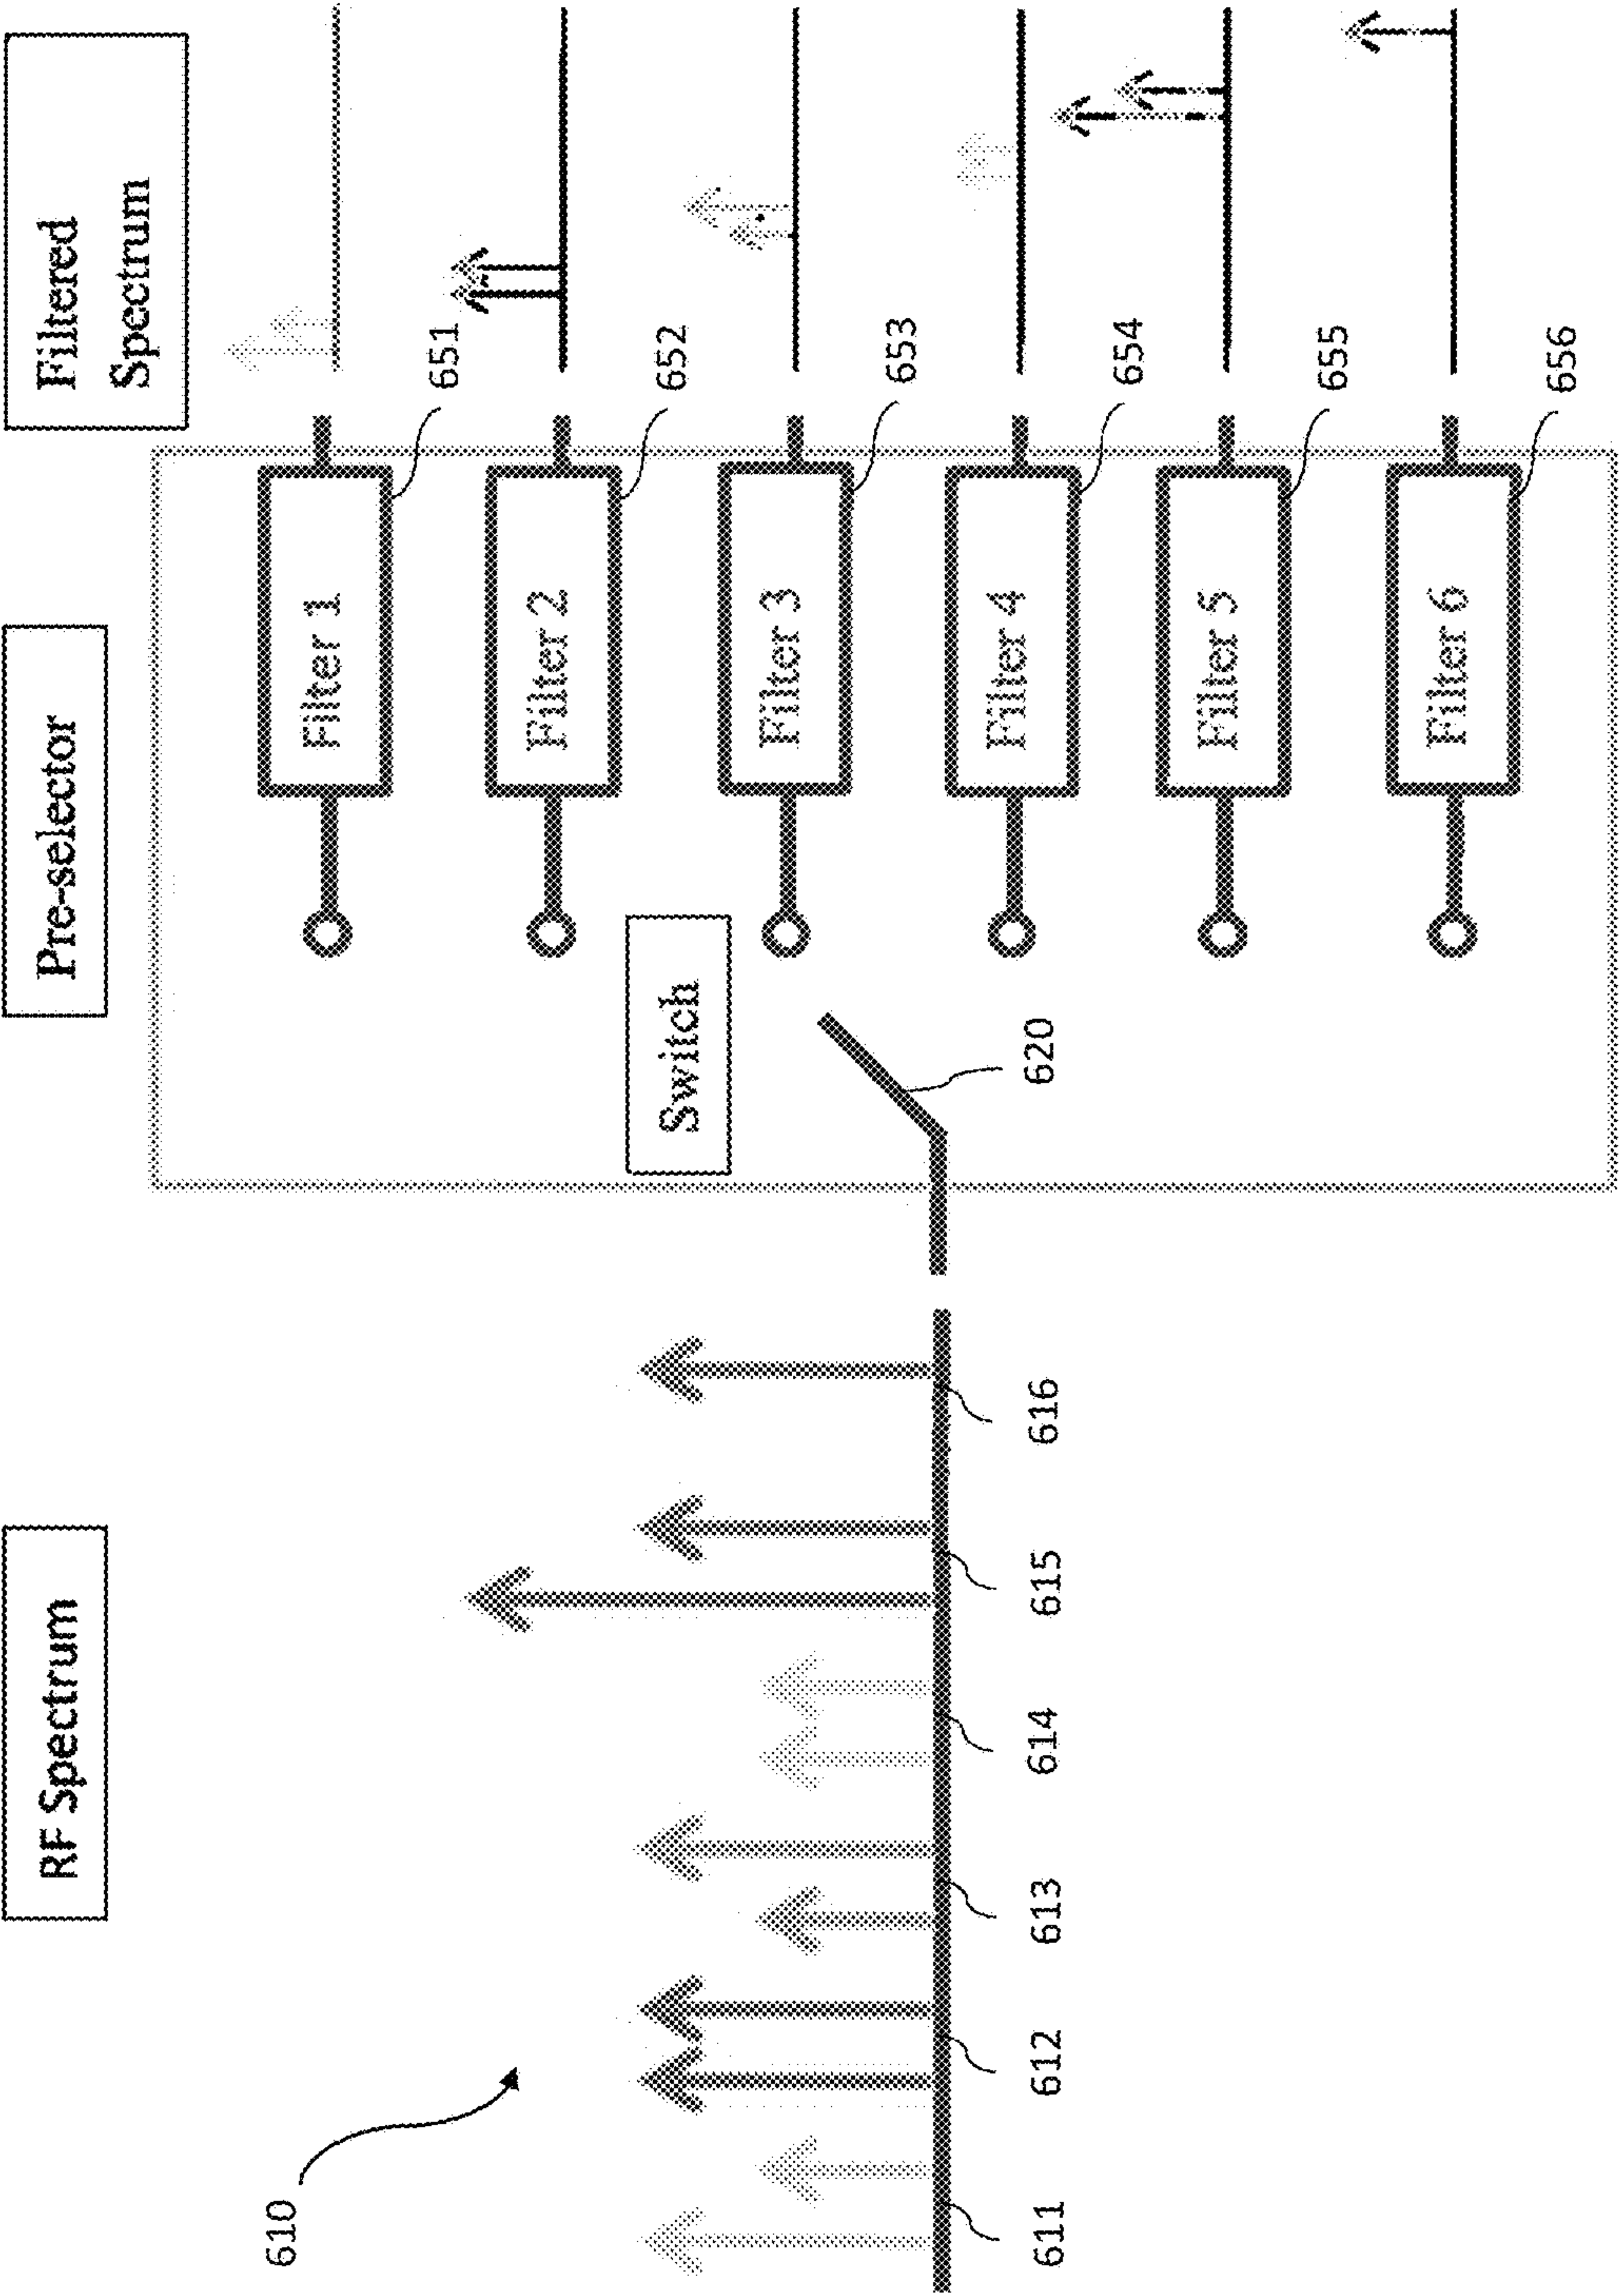 RF Spectrum
Pre-selector
Filtered
Spectrum
610
611
612
613
614
615
616
Switch
620
Filter 1
651
Filter 2
652
Filter 3
653
Filter 4
654
Filter 5
655
Filter 6
656